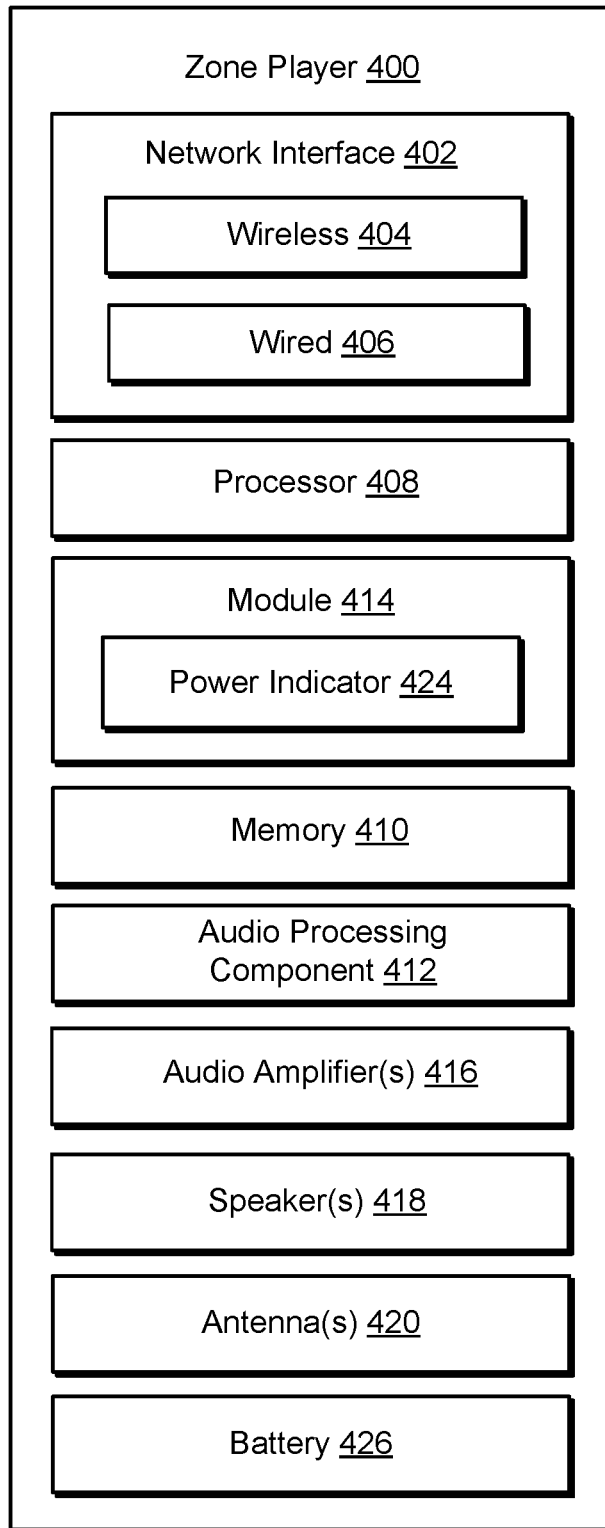 Zone Player 400
Network Interface 402
Wireless 404
Wired 406
Processor 408
Module 414
Power Indicator 424
Memory 410
Audio Processing
Component 412
Audio Amplifier(s) 416
Speaker(s) 418
Antenna(s) 420
Battery 426